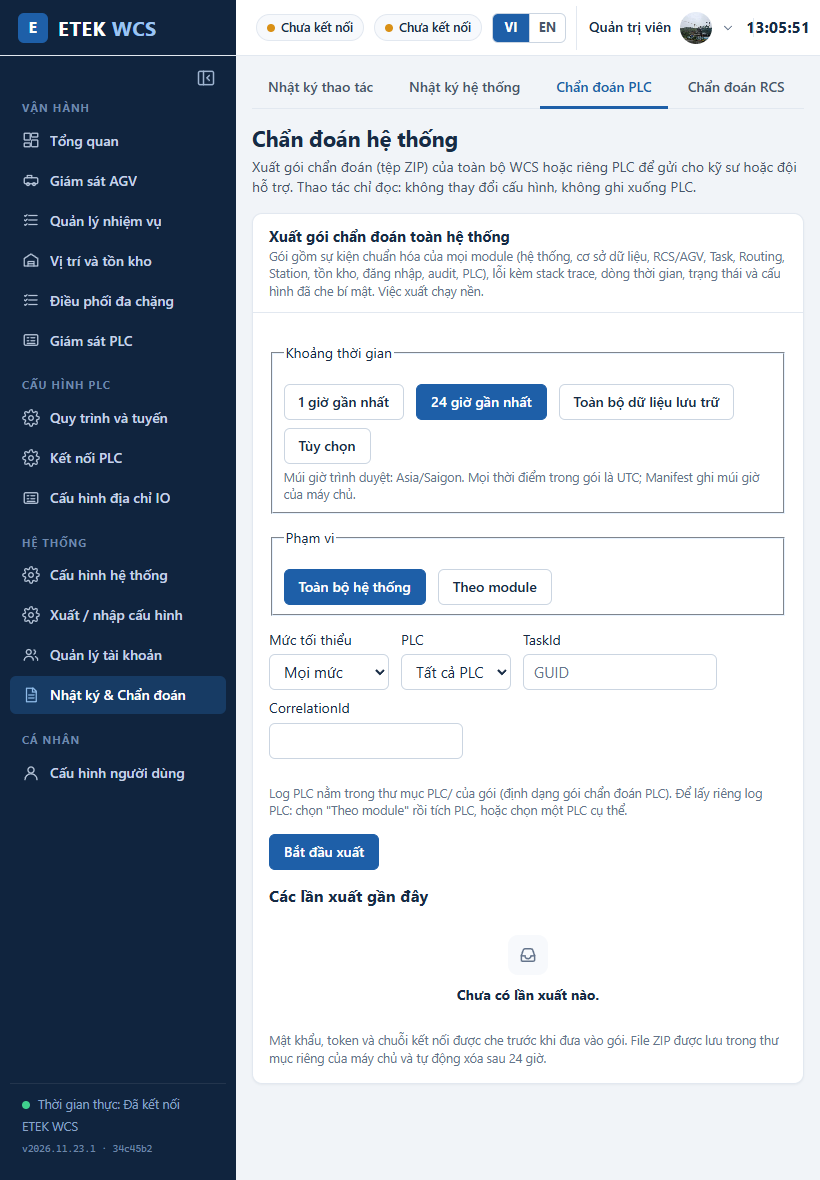 E ETEK WCS
Chưa kết nối
Chưa kết nối
VI EN
Quản trị viên
13:05:51
VẬN HÀNH
Tổng quan
Giám sát AGV
Quản lý nhiệm vụ
Vị trí và tồn kho
Điều phối đa chặng
Giám sát PLC
CẤU HÌNH PLC
Quy trình và tuyến
Kết nối PLC
Cấu hình địa chỉ IO
HỆ THỐNG
Cấu hình hệ thống
Xuất / nhập cấu hình
Quản lý tài khoản
Nhật ký & Chẩn đoán
CÁ NHÂN
Cấu hình người dùng
Thời gian thực: Đã kết nối
ETEK WCS
v2026.11.23.1 · 34c45b2
Nhật ký thao tác
Nhật ký hệ thống
Chẩn đoán PLC
Chẩn đoán RCS
Chẩn đoán hệ thống
Xuất gói chẩn đoán (tệp ZIP) của toàn bộ WCS hoặc riêng PLC để gửi cho kỹ sư hoặc đội
hỗ trợ. Thao tác chỉ đọc: không thay đổi cấu hình, không ghi xuống PLC.
Xuất gói chẩn đoán toàn hệ thống
Gói gồm sự kiện chuẩn hóa của mọi module (hệ thống, cơ sở dữ liệu, RCS/AGV, Task, Routing,
Station, tồn kho, đăng nhập, audit, PLC), lỗi kèm stack trace, dòng thời gian, trạng thái và cấu
hình đã che bí mật. Việc xuất chạy nền.
Khoảng thời gian
1 giờ gần nhất
24 giờ gần nhất
Toàn bộ dữ liệu lưu trữ
Tùy chọn
Múi giờ trình duyệt: Asia/Saigon. Mọi thời điểm trong gói là UTC; Manifest ghi múi giờ
của máy chủ.
Phạm vi
Toàn bộ hệ thống
Theo module
Mức tối thiểu
PLC
TaskId
Mọi mức
Tất cả PLC
GUID
CorrelationId
Log PLC nằm trong thư mục PLC/ của gói (định dạng gói chẩn đoán PLC). Để lấy riêng log
PLC: chọn "Theo module" rồi tích PLC, hoặc chọn một PLC cụ thể.
Bắt đầu xuất
Các lần xuất gần đây
Chưa có lần xuất nào.
Mật khẩu, token và chuỗi kết nối được che trước khi đưa vào gói. File ZIP được lưu trong thư
mục riêng của máy chủ và tự động xóa sau 24 giờ.